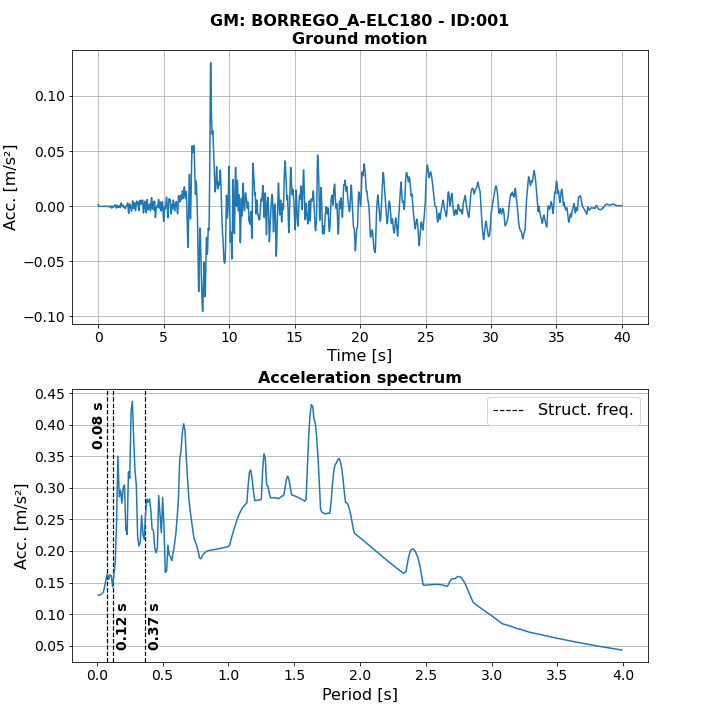 GM: BORREGO_A-ELC180 - ID:001
Ground motion
0.10
0.05
0.00
−0.05
−0.10
Acc. [m/s²]
0 5 10 15 20 25 30 35 40
Time [s]
Acceleration spectrum
0.45
0.40
0.35
0.30
0.25
0.20
0.15
0.10
0.05
Acc. [m/s²]
Struct. freq.
0.08 s
0.12 s
0.37 s
0.0 0.5 1.0 1.5 2.0 2.5 3.0 3.5 4.0
Period [s]